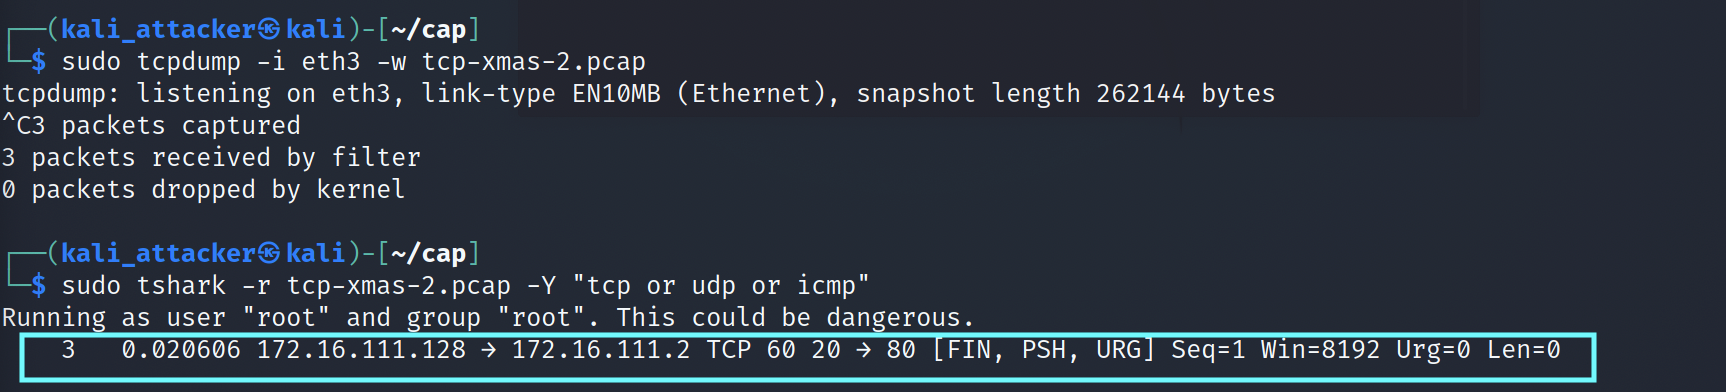 ┌──(kali_attacker㉿kali)-[~/cap]
└─$ sudo tcpdump -i eth3 -w tcp-xmas-2.pcap
tcpdump: listening on eth3, link-type EN10MB (Ethernet), snapshot length 262144 bytes
^C3 packets captured
3 packets received by filter
0 packets dropped by kernel
┌──(kali_attacker㉿kali)-[~/cap]
└─$ sudo tshark -r tcp-xmas-2.pcap -Y "tcp or udp or icmp"
Running as user "root" and group "root". This could be dangerous.
3   0.020606 172.16.111.128 → 172.16.111.2 TCP 60 20 → 80 [FIN, PSH, URG] Seq=1 Win=8192 Urg=0 Len=0